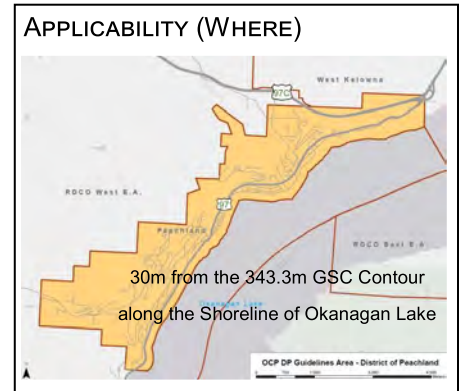 APPLICABILITY (WHERE)
West Kelowna
97C
RDCO West E.A.
97
Peachland
RDCO East E.A.
30m from the 343.3m GSC Contour
Okanagan Lake
along the Shoreline of Okanagan Lake
OCP DP Guidelines Area - District of Peachland